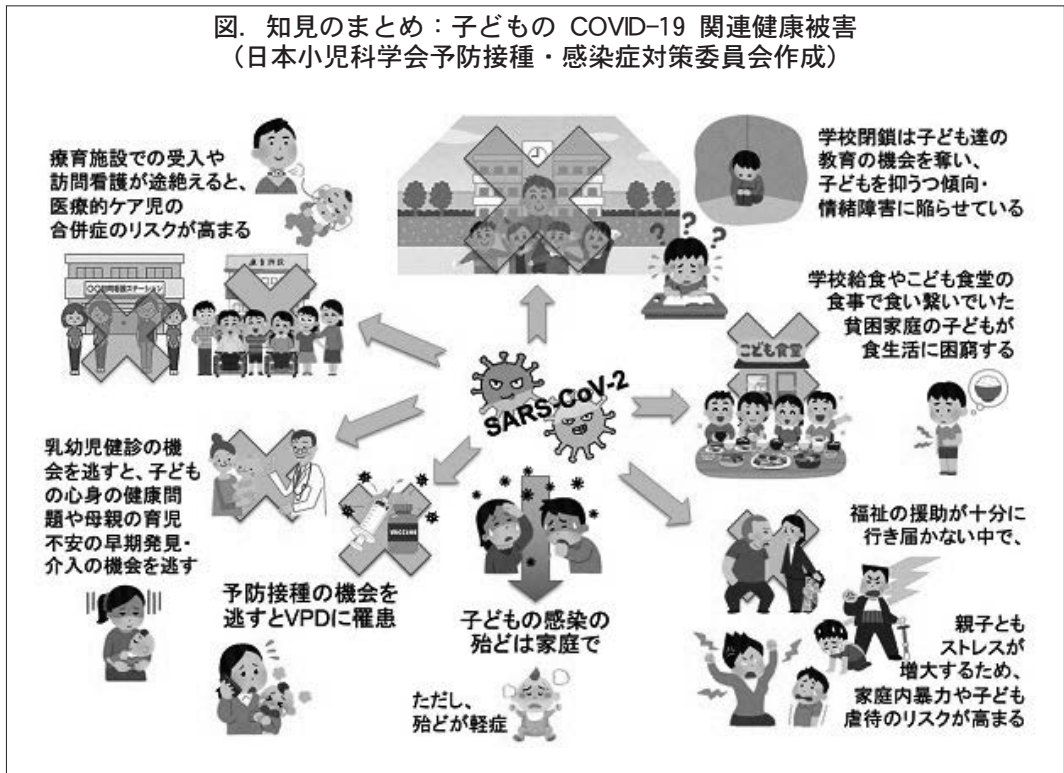 図. 知見のまとめ：子どもの COVID-19 関連健康被害
（日本小児科学会予防接種・感染症対策委員会作成）
療育施設での受入や
訪問看護が途絶えると、
医療的ケア児の
合併症のリスクが高まる
〇〇訪問看護ステーション
学校閉鎖は子ども達の
教育の機会を奪い、
子どもを抑うつ傾向・
情緒障害に陥らせている
? ? ?
学校給食やこども食堂の
食事で食い繋いでいた
貧困家庭の子どもが
食生活に困窮する
こども食堂
SARS-CoV-2
乳幼児健診の機
会を逃すと、子ども
の心身の健康問
題や母親の育児
不安の早期発見・
介入の機会を逃す
VACCINE
予防接種の機会を
逃すとVPDに罹患
子どもの感染の
殆どは家庭で
ただし、
殆どが軽症
福祉の援助が十分に
行き届かない中で、
親子とも
ストレスが
増大するため、
家庭内暴力や子ども
虐待のリスクが高まる